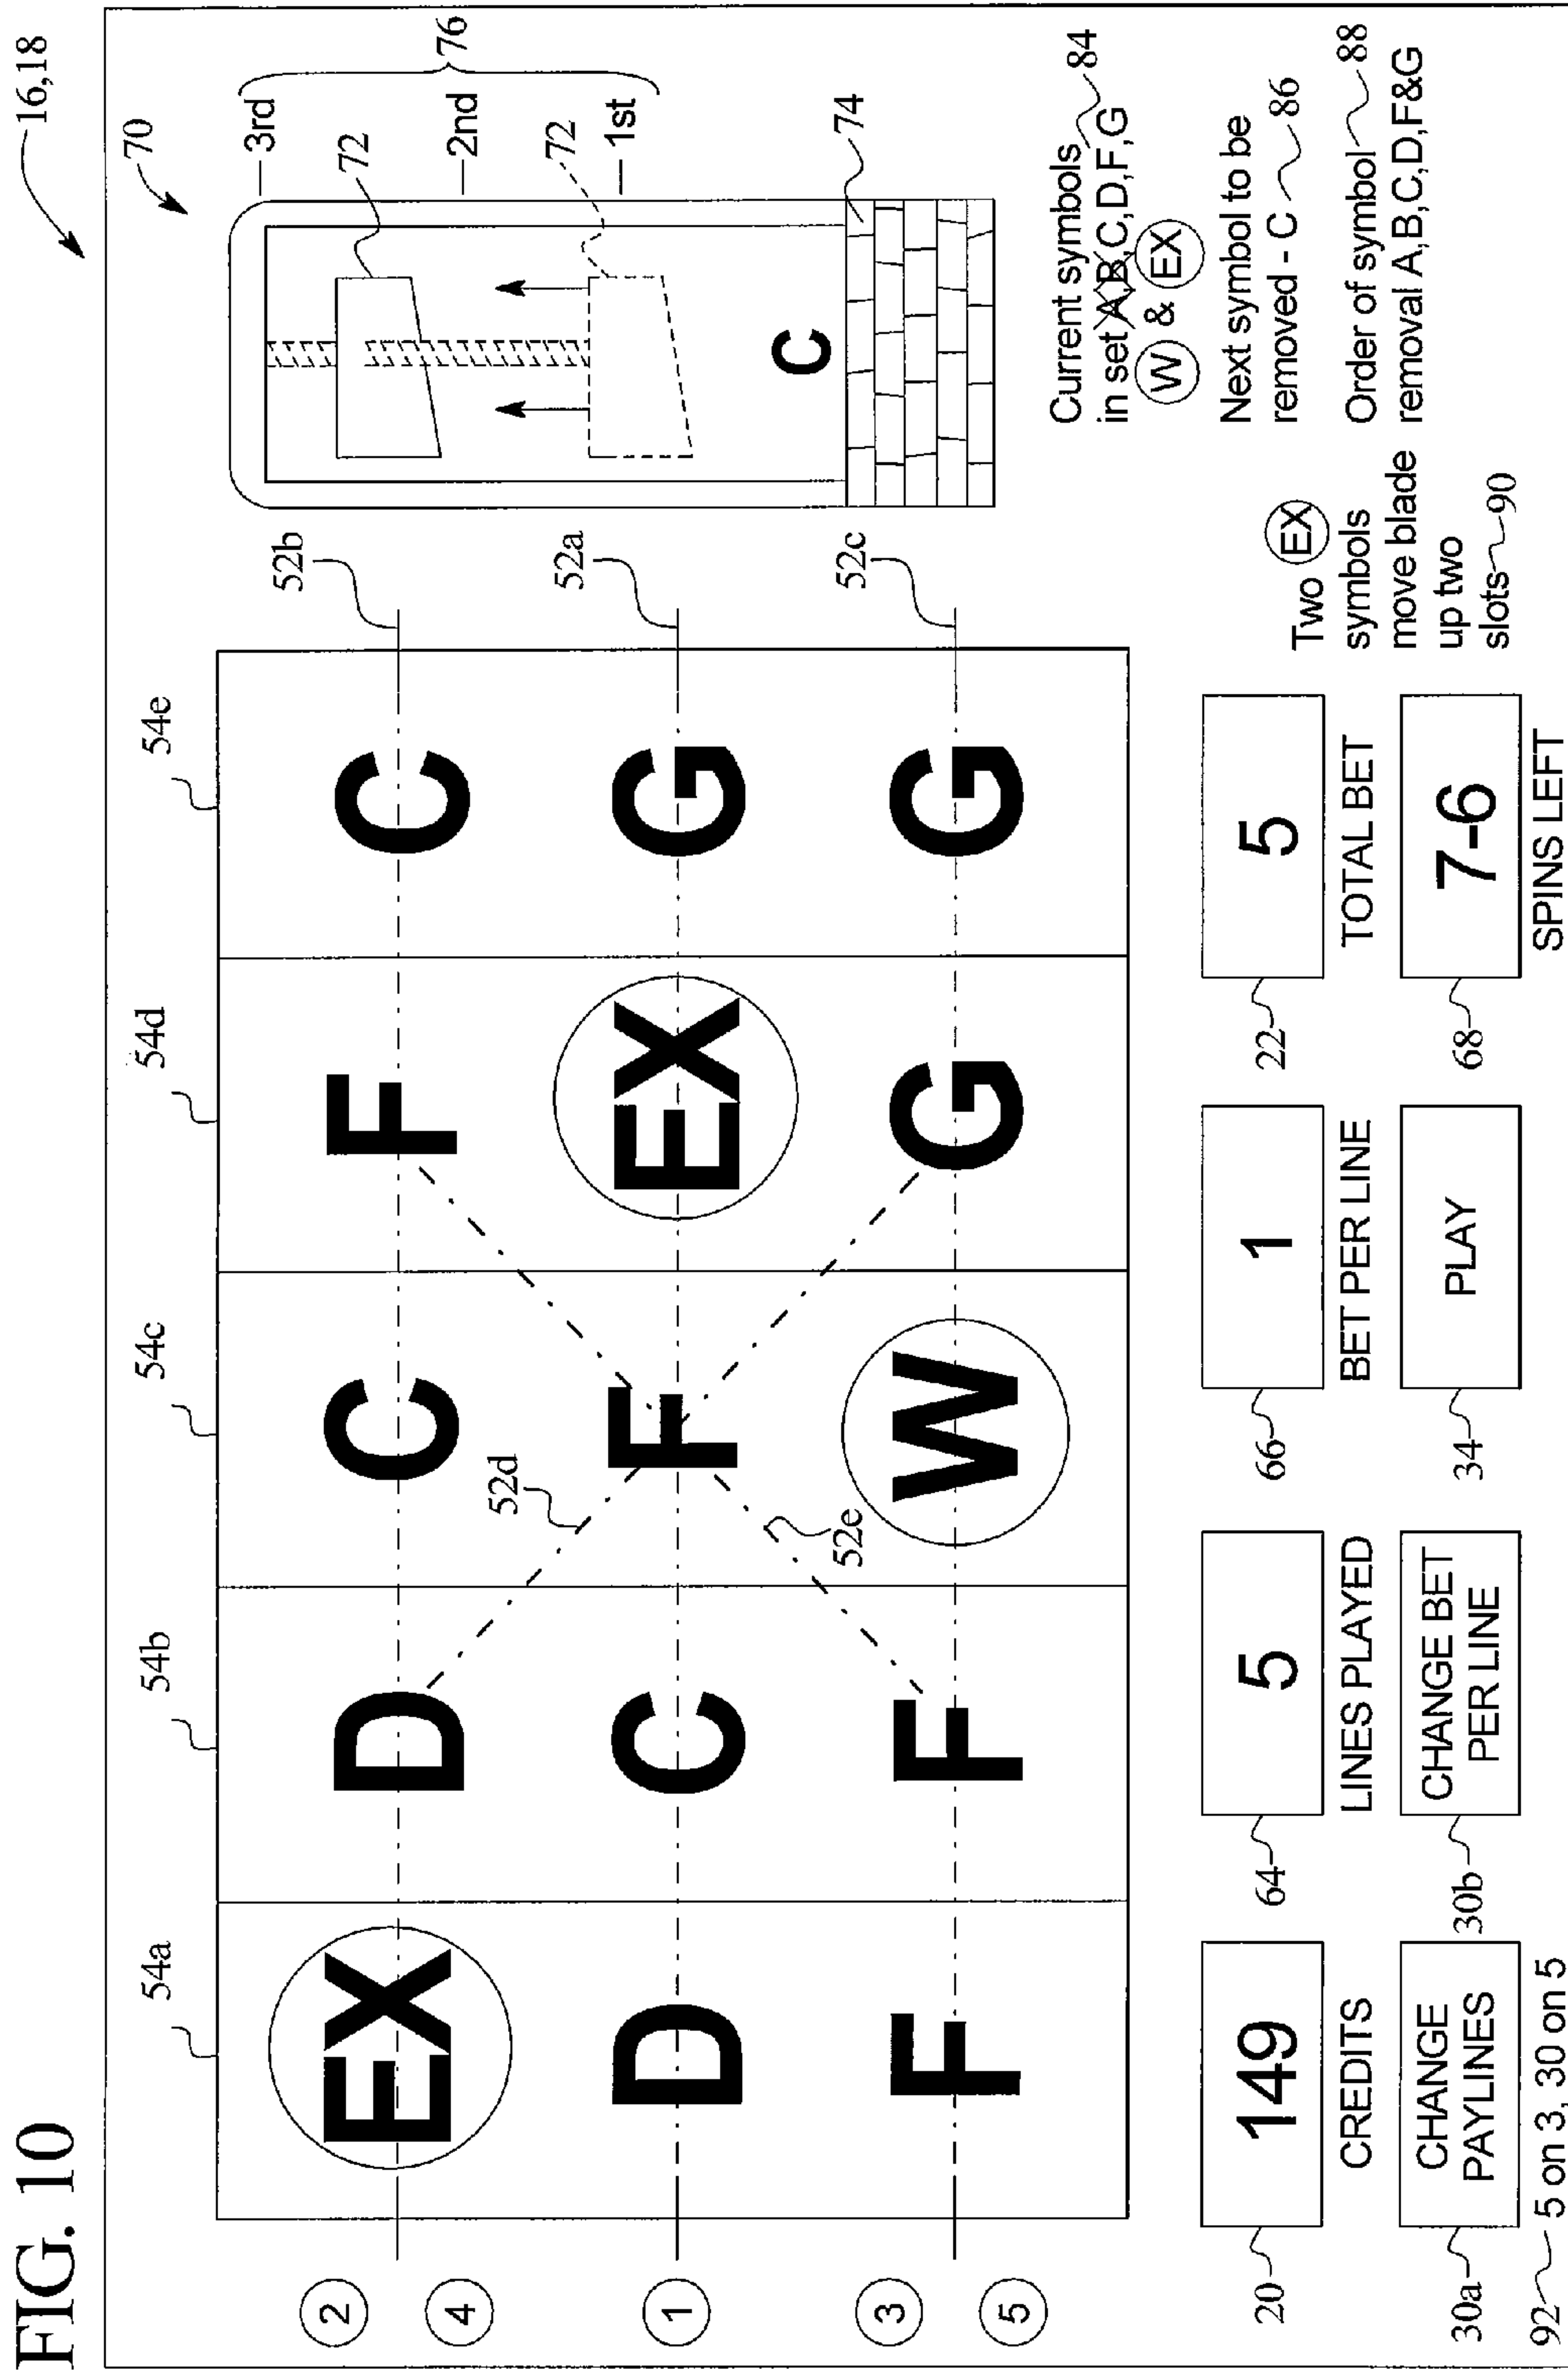 FIG. 10
16,18
70
54a
54b
54c
54d
54e
2
4
1
3
5
EX
D
C
F
C
D
C
F
EX
G
F
F
W
G
G
52d
52e
52b
52a
52c
3rd
72
2nd
76
72
1st
C
74
Current symbols 84
in set A,B,C,D,F,G
W & EX
Next symbol to be
removed - C 86
Order of symbol 88
removal A,B,C,D,F&G
Two EX
symbols
move blade
up two
slots 90
20
149
CREDITS
64
5
LINES PLAYED
66
1
BET PER LINE
22
5
TOTAL BET
30a
CHANGE
PAYLINES
30b
CHANGE BET
PER LINE
34
PLAY
68
7-6
SPINS LEFT
92 5 on 3, 30 on 5